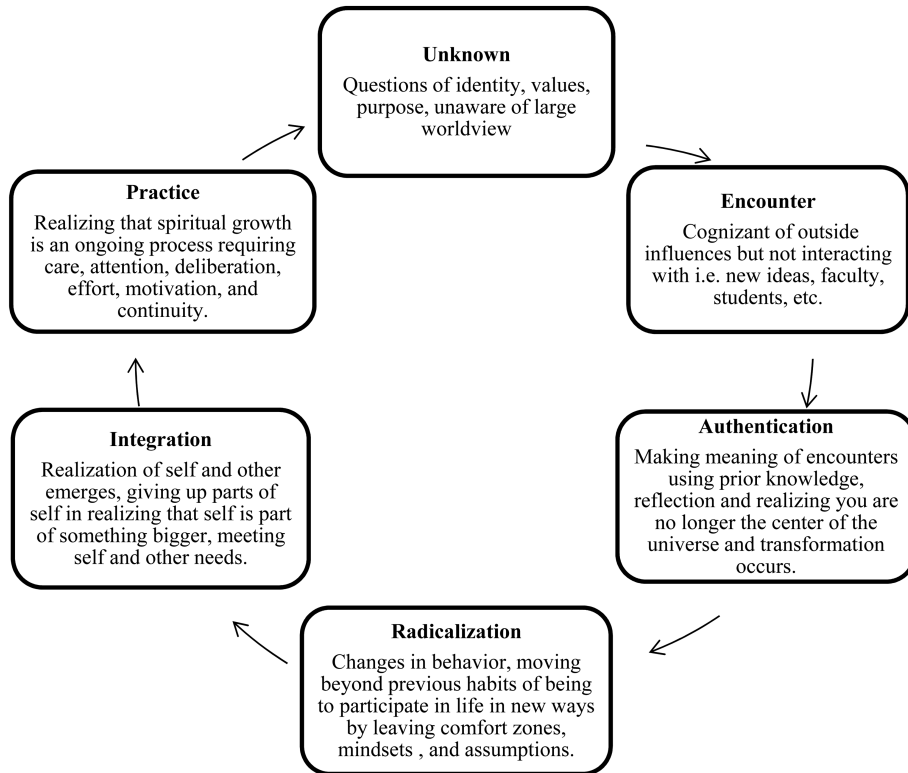 Unknown
Questions of identity, values,
purpose, unaware of large
worldview
Encounter
Cognizant of outside
influences but not interacting
with i.e. new ideas, faculty,
students, etc.
Authentication
Making meaning of encounters
using prior knowledge,
reflection and realizing you are
no longer the center of the
universe and transformation
occurs.
Radicalization
Changes in behavior, moving
beyond previous habits of being
to participate in life in new ways
by leaving comfort zones,
mindsets , and assumptions.
Integration
Realization of self and other
emerges, giving up parts of
self in realizing that self is part
of something bigger, meeting
self and other needs.
Practice
Realizing that spiritual growth
is an ongoing process requiring
care, attention, deliberation,
effort, motivation, and
continuity.